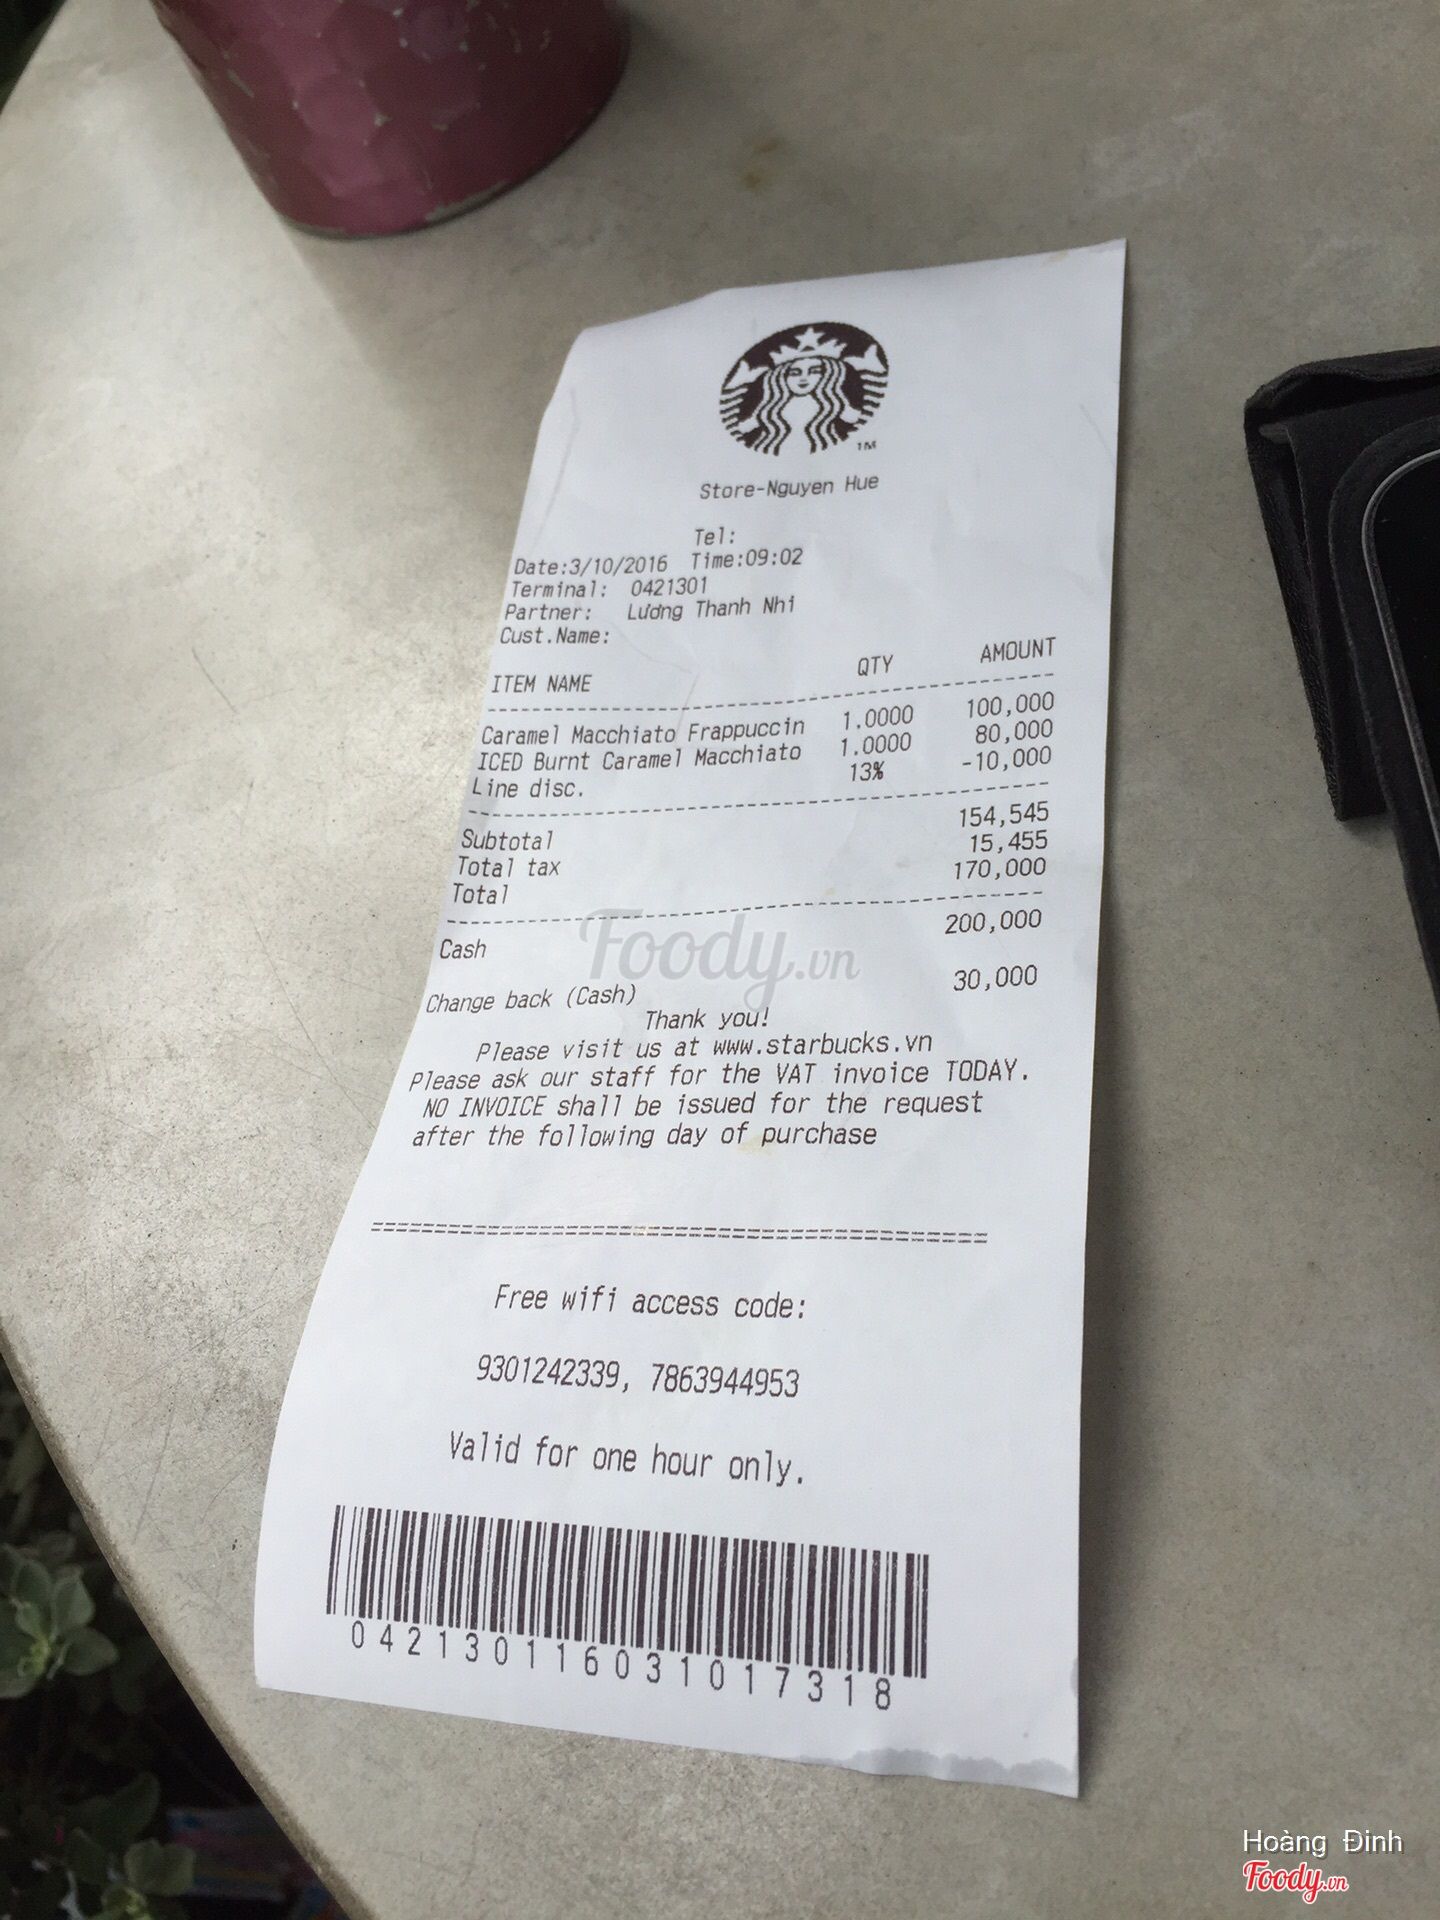 TM
Store-Nguyen Hue
Tel:
Date:3/10/2016 Time:09:02
Terminal: 0421301
Partner: Lương Thanh Nhi
Cust.Name:
ITEM NAME QTY AMOUNT
Caramel Macchiato Frappuccin 1.0000 100,000
ICED Burnt Caramel Macchiato 1.0000 80,000
Line disc. 13% -10,000
Subtotal 154,545
Total tax 15,455
Total 170,000
Cash 200,000
Change back (Cash) 30,000
Thank you!
Please visit us at www.starbucks.vn
Please ask our staff for the VAT invoice TODAY.
NO INVOICE shall be issued for the request
after the following day of purchase
Free wifi access code:
9301242339, 7863944953
Valid for one hour only.
042130116031017318
Foody.vn
Hoàng Đinh
Foody.vn